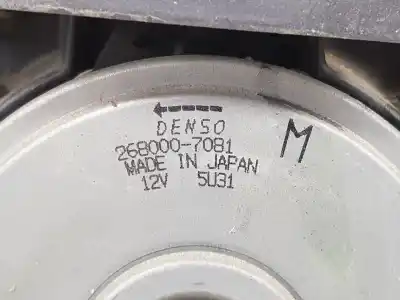 DENSO
268000-7081
MADE IN JAPAN
12V 5U31
M